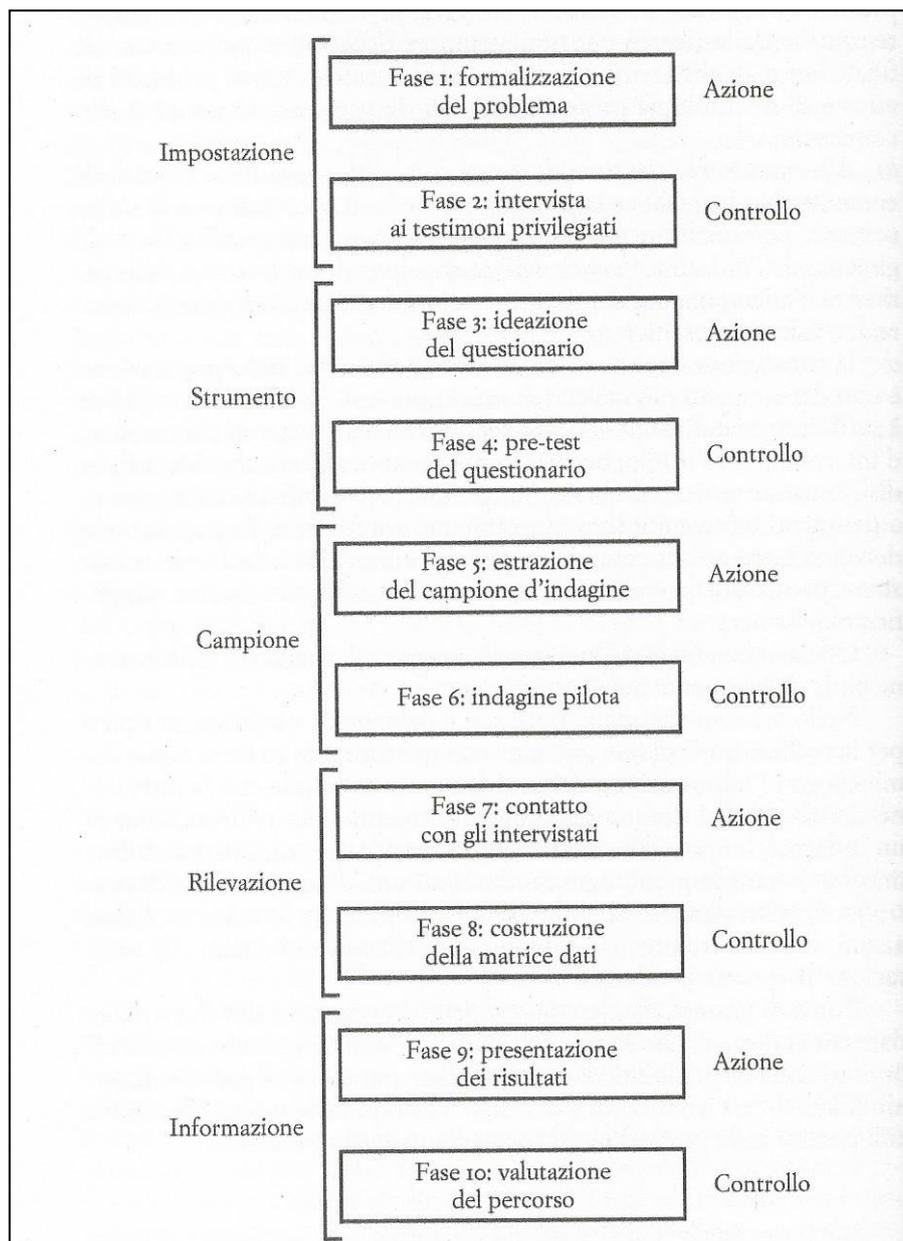 Fase 1: formalizzazione
del problema
Azione
Impostazione
Fase 2: intervista
ai testimoni privilegiati
Controllo
Fase 3: ideazione
del questionario
Azione
Strumento
Fase 4: pre-test
del questionario
Controllo
Fase 5: estrazione
del campione d'indagine
Azione
Campione
Fase 6: indagine pilota
Controllo
Fase 7: contatto
con gli intervistati
Azione
Rilevazione
Fase 8: costruzione
della matrice dati
Controllo
Fase 9: presentazione
dei risultati
Azione
Informazione
Fase 10: valutazione
del percorso
Controllo